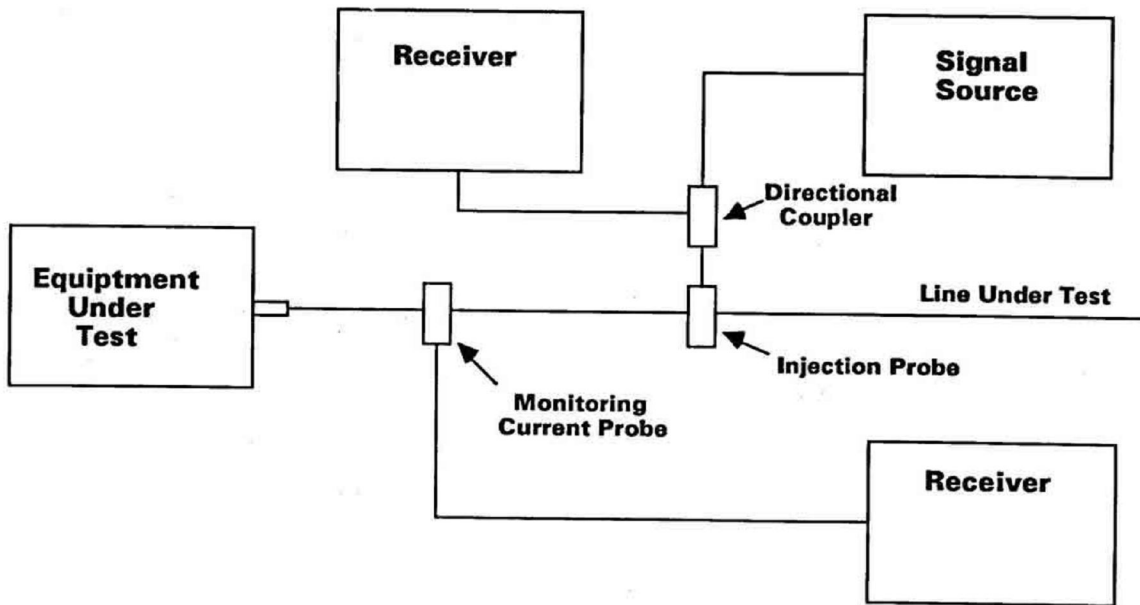 Receiver
Signal
Source
Directional
Coupler
Equiptment
Under
Test
Line Under Test
Injection Probe
Monitoring
Current Probe
Receiver